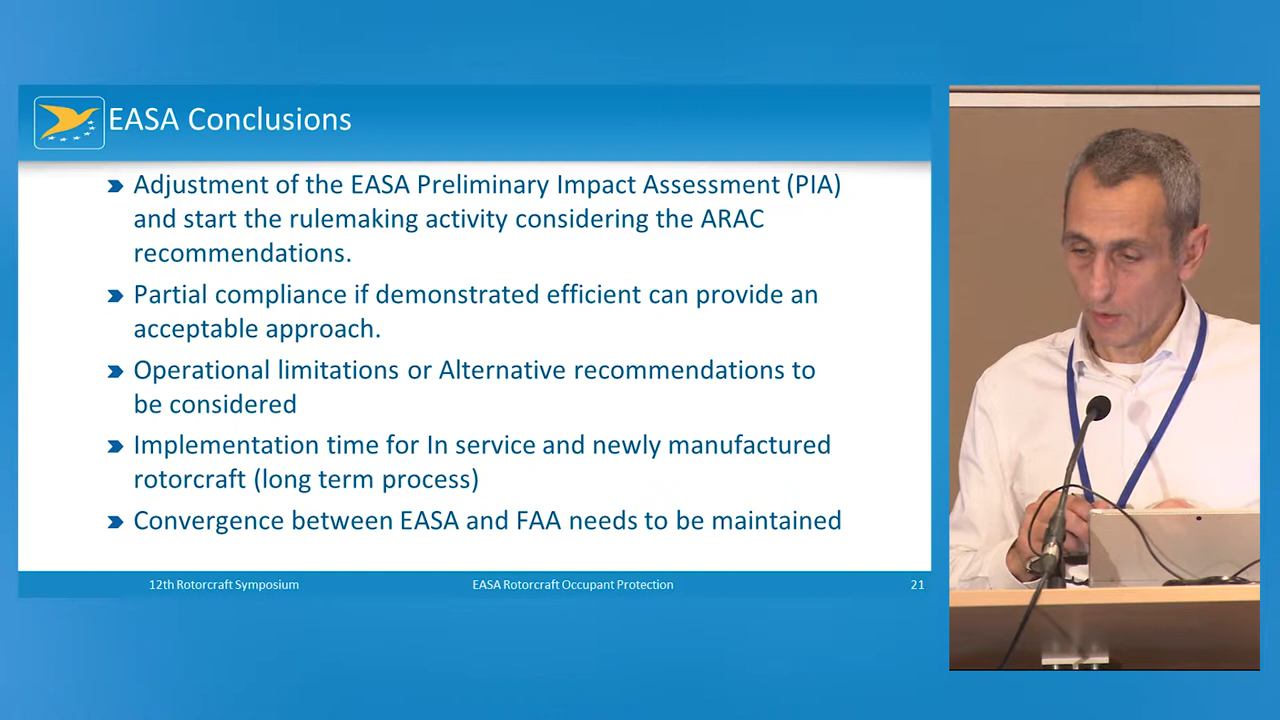 EASA Conclusions
Adjustment of the EASA Preliminary Impact Assessment (PIA)
and start the rulemaking activity considering the ARAC
recommendations.
Partial compliance if demonstrated efficient can provide an
acceptable approach.
Operational limitations or Alternative recommendations to
be considered
Implementation time for In service and newly manufactured
rotorcraft (long term process)
Convergence between EASA and FAA needs to be maintained
12th Rotorcraft Symposium
EASA Rotorcraft Occupant Protection
21